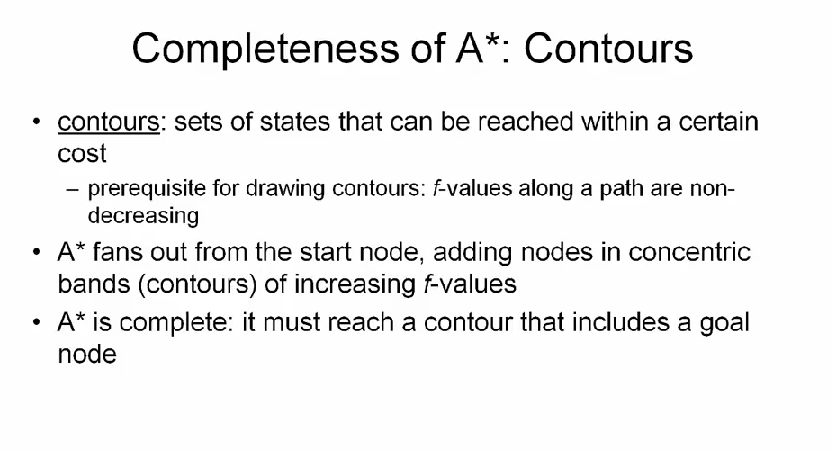 Completeness of A*: Contours
• contours: sets of states that can be reached within a certain
cost
– prerequisite for drawing contours: f-values along a path are non-
decreasing
• A* fans out from the start node, adding nodes in concentric
bands (contours) of increasing f-values
• A* is complete: it must reach a contour that includes a goal
node